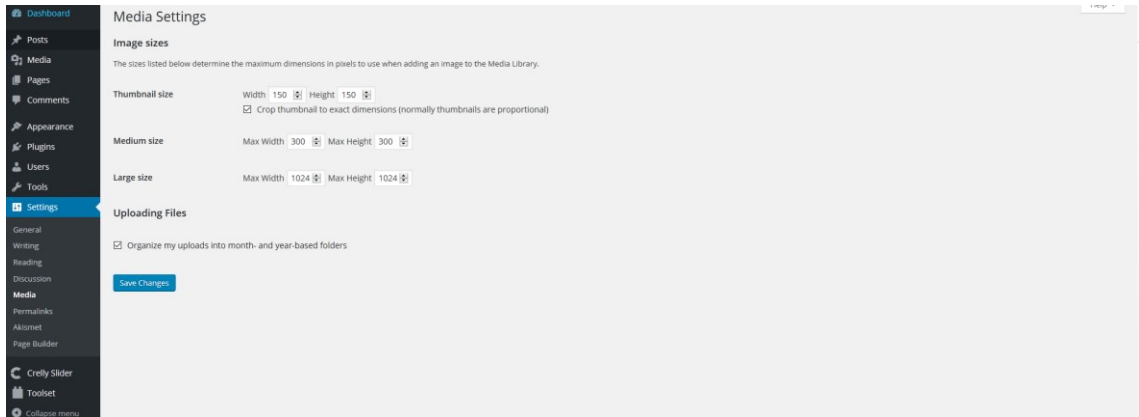 Dashboard
Posts
Media
Pages
Comments
Appearance
Plugins
Users
Tools
Settings
General
Writing
Reading
Discussion
Media
Permalinks
Akismet
Page Builder
Crelly Slider
Toolset
Collapse menu
Help
Media Settings
Image sizes
The sizes listed below determine the maximum dimensions in pixels to use when adding an image to the Media Library.
Thumbnail size Width 150 Height 150
Crop thumbnail to exact dimensions (normally thumbnails are proportional)
Medium size Max Width 300 Max Height 300
Large size Max Width 1024 Max Height 1024
Uploading Files
Organize my uploads into month- and year-based folders
Save Changes